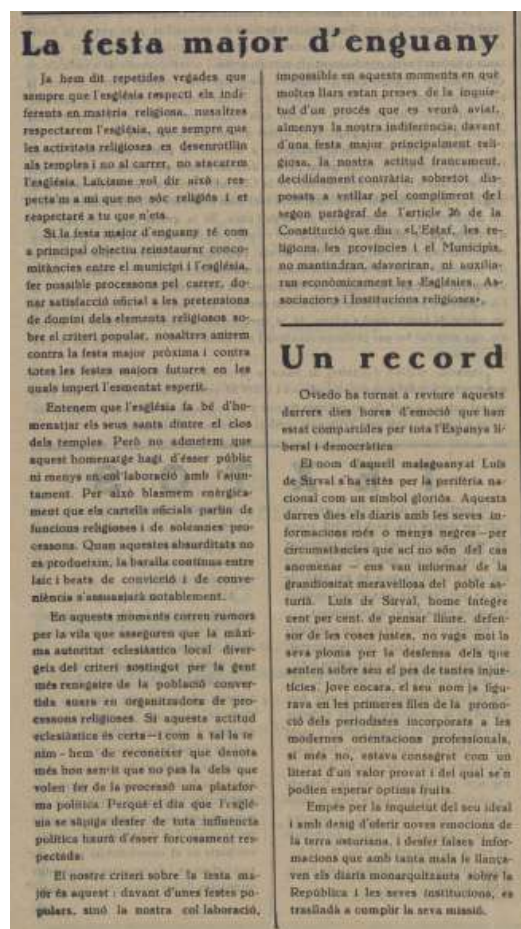 La festa major d'enguany
Ja hem dit repetides vegades que
sempre que l'església respecti els indi-
ferents en matèria religiosa, nosaltres
respectarem l'església, que sempre que
les activitats religioses es desenrotllin
als temples i no al carrer, no atacarem
l'església. Laicisme vol dir això: res-
pecta'm a mi que no sóc religiós i et
respectaré a tu que n'ets.
Si la festa major d'enguany té com
a principal objectiu reinstaurar conco-
mitàncies entre el municipi i l'església,
fer possible processons pel carrer, do-
nar satisfacció oficial a les pretensions
de domini dels elements religiosos so-
bre el criteri popular, nosaltres anirem
contra la festa major pròxima i contra
totes les festes majors futures en les
quals imperi l'esmentat esperit.
Entenem que l'església fa bé d'ho-
menatjar els seus sants dintre el clos
dels temples. Però no admetem que
aquest homenatge hagi d'ésser públic
ni menys en col'laboració amb l'ajun-
tament. Per això blasmem enèrgica-
ment que els cartells oficials parlin de
funcions religioses i de solemnes pro-
cessons. Quan aquestes absurditats no
es produeixin, la baralla contínua entre
laic i beats de convicció i de conve-
niència s'assuaujarà notablement.
En aquests moments corren rumors
per la vila que asseguren que la màxi-
ma autoritat eclesiàstica local diver-
geix del criteri sostingut per la gent
més renegaire de la població conver-
tida suara en organitzadora de pro-
cessons religioses. Si aquesta actitud
eclesiàstica és certa—i com a tal la te
nim - hem de reconèixer que denota
més bon sentit que no pas la dels que
volen fer de la processó una platafor-
ma política. Perquè el dia que l'esglé-
sia se sàpiga desfer de tota influència
política haurà d'ésser forçosament res-
pectada.
El nostre criteri sobre la festa ma-
jor és aquest: davant d'unes festes po-
pulars, sinó la nostra col laboració,
impossible en aquests moments en què
moltes llars estan preses de la inquie-
tud d'un procés que es veurà aviat,
almenys la nostra indiferència; davant
d'una festa major principalment reli-
giosa, la nostra actitud francament,
decididament contrària; sobretot dis-
posats a vetllar pel compliment del
segon paràgraf de l'article 26 de la
Constitució que diu: «L'Estat, les re-
gions, les províncies i el Municipis,
no mantindran, afavoriran, ni auxilia-
ran econòmicament les Esglésies, As-
sociacions i Institucions religioses».
Un record
Oviedo ha tornat a reviure aquests
darrers dies hores d'emoció que han
estat compartides per tota l'Espanya li-
beral i democràtica
El nom d'aquell malaguanyat Luis
de Sirval s'ha estès per la perifèria na-
cional com un símbol gloriós. Aquests
darres dies els diaris amb les seves in-
formacions més o menys negres—per
circumstàncies que ací no són del cas
anomenar — ens van informar de la
grandiositat meravellosa del poble as-
turià. Luis de Sirval, home íntegre
cent per cent, de pensar lliure, defen-
sor de les coses justes, no vagà mai la
seva ploma per la desfensa dels que
senten sobre seu el pes de tantes injus-
tícies. Jove encara, el seu nom ja figu-
rava en les primeres files de la promo-
ció dels periodistes incorporats a les
modernes orientacions professionals,
si més no, estava consagrat com un
literat d'un valor provat i del qual se'n
podien esperar òptims fruits.
Empès per la inquietut del seu ideal
i amb desig d'oferir noves emocions de
la terra asturiana, i desfer falses infor-
macions que amb tanta mala fe llança-
ven els diaris monarquitzants sobre la
República i les seves institucions, es
traslladà a complir la seva missió.